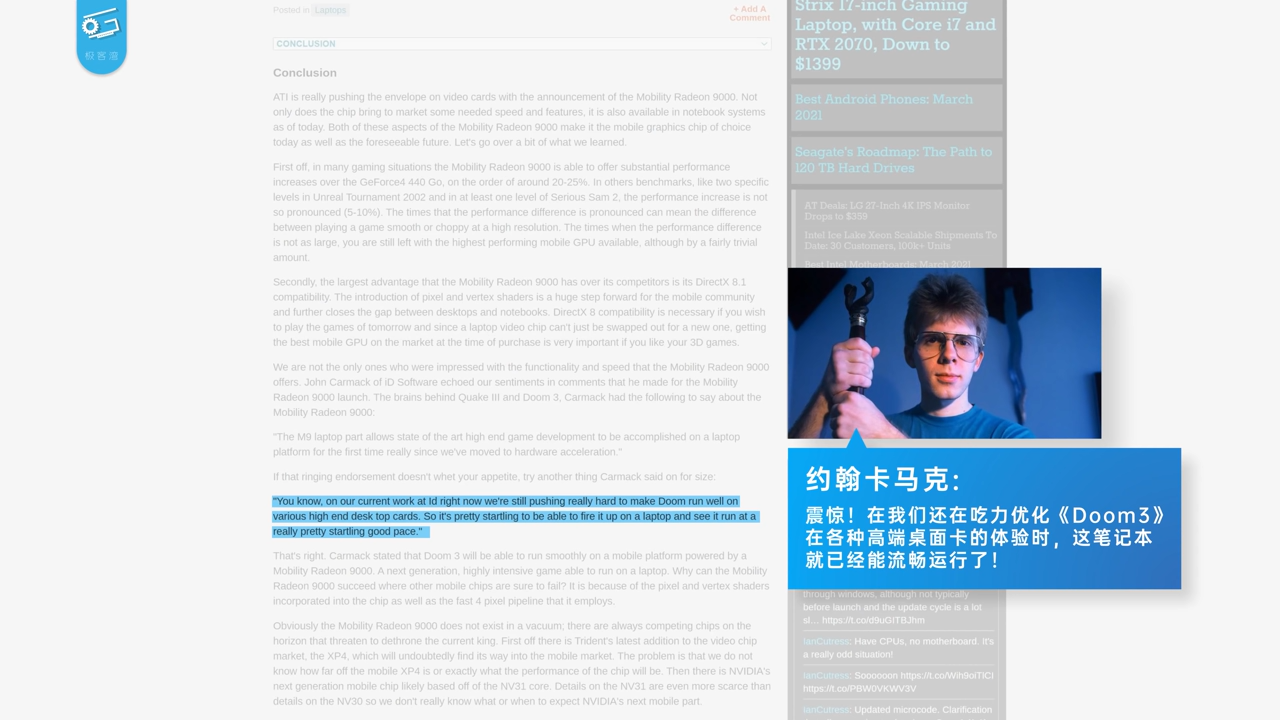 极客湾
Posted in Laptops
+ Add A
Comment
CONCLUSION
Conclusion
ATI is really pushing the envelope on video cards with the announcement of the Mobility Radeon 9000. Not
only does the chip bring to market some needed speed and features, it is also available in notebook systems
as of today. Both of these aspects of the Mobility Radeon 9000 make it the mobile graphics chip of choice
today as well as the foreseeable future. Let's go over a bit of what we learned.
First off, in many gaming situations the Mobility Radeon 9000 is able to offer substantial performance
increases over the GeForce4 440 Go, on the order of around 20-25%. In others benchmarks, like two specific
levels in Unreal Tournament 2002 and in at least one level of Serious Sam 2, the performance increase is not
so pronounced (5-10%). The times that the performance difference is pronounced can mean the difference
between playing a game smooth or choppy at a high resolution. The times when the performance difference
is not as large, you are still left with the highest performing mobile GPU available, although by a fairly trivial
amount.
Secondly, the largest advantage that the Mobility Radeon 9000 has over its competitors is its DirectX 8.1
compatibility. The introduction of pixel and vertex shaders is a huge step forward for the mobile community
and further closes the gap between desktops and notebooks. DirectX 8 compatibility is necessary if you wish
to play the games of tomorrow and since a laptop video chip can't just be swapped out for a new one, getting
the best mobile GPU on the market at the time of purchase is very important if you like your 3D games.
We are not the only ones who were impressed with the functionality and speed that the Mobility Radeon 9000
offers. John Carmack of iD Software echoed our sentiments in comments that he made for the Mobility
Radeon 9000 launch. The brains behind Quake III and Doom 3, Carmack had the following to say about the
Mobility Radeon 9000:
"The M9 laptop part allows state of the art high end game development to be accomplished on a laptop
platform for the first time really since we've moved to hardware acceleration."
If that ringing endorsement doesn't whet your appetite, try another thing Carmack said on for size:
"You know, on our current work at Id right now we're still pushing really hard to make Doom run well on
various high end desk top cards. So it's pretty startling to be able to fire it up on a laptop and see it run at a
really pretty startling good pace."
That's right, Carmack stated that Doom 3 will be able to run smoothly on a mobile platform powered by a
Mobility Radeon 9000. A next generation, highly intensive game able to run on a laptop. Why can the Mobility
Radeon 9000 succeed where other mobile chips are sure to fail? It is because of the pixel and vertex shaders
incorporated into the chip as well as the fast 4 pixel pipeline that it employs.
Obviously the Mobility Radeon 9000 does not exist in a vacuum; there are always competing chips on the
horizon that threaten to dethrone the current king. First off there is Trident's latest addition to the video chip
market, the XP4, which will undoubtedly find its way into the mobile market. The problem is that we do not
know how far off the mobile XP4 is or exactly what the performance of the chip will be. Then there is NVIDIA's
next generation mobile chip likely based off of the NV31 core. Details on the NV31 are even more scarce than
details on the NV30 so we don't really know what or when to expect NVIDIA's next mobile part.
Strix 17-inch Gaming
Laptop, with Core i7 and
RTX 2070, Down to
$1399
Best Android Phones: March
2021
Seagate's Roadmap: The Path to
120 TB Hard Drives
AT Deals: LG 27-Inch 4K IPS Monitor
Drops to $359
Intel Ice Lake Xeon Scalable Shipments To
Date: 30 Customers, 100k+ Units
Best Intel Motherboards: March 2021
约翰卡马克：
震惊！在我们还在吃力优化《Doom3》
在各种高端桌面卡的体验时，这笔记本
就已经能流畅运行了！
through windows, although not typically
before launch and the update cycle is a lot
sl… https://t.co/d9uGITBJhm
IanCutress: Have CPUs, no motherboard. It's
a really odd situation!
IanCutress: Soooooon https://t.co/Wih9oiTlCI
https://t.co/PBW0VKWV3V
IanCutress: Updated microcode. Clarification